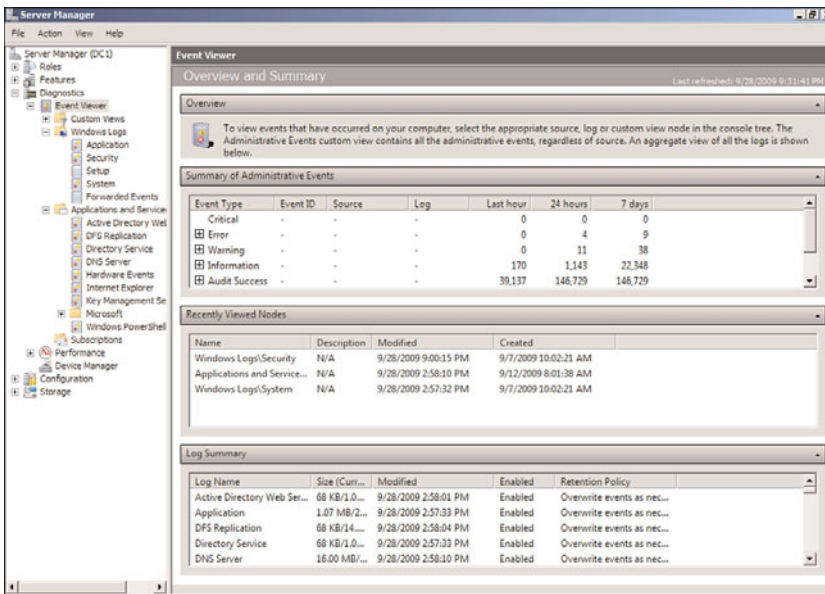 Server Manager
File Action View Help
Server Manager (DC1)
Roles
Features
Diagnostics
Event Viewer
Custom Views
Windows Logs
Application
Security
Setup
System
Forwarded Events
Applications and Service
Active Directory Wel
DFS Replication
Directory Service
DNS Server
Hardware Events
Internet Explorer
Key Management Se
Microsoft
Windows PowerShell
Subscriptions
Performance
Device Manager
Configuration
Storage
Event Viewer
Overview and Summary
Last refreshed: 9/28/2009 9:31:41 PM
Overview
To view events that have occurred on your computer, select the appropriate source, log or custom view node in the console tree. The
Administrative Events custom view contains all the administrative events, regardless of source. An aggregate view of all the logs is shown
below.
Summary of Administrative Events
Event Type Event ID Source Log Last hour 24 hours 7 days
Critical - - - 0 0 0
Error - - - 0 4 9
Warning - - - 0 11 38
Information - - - 170 1,143 22,348
Audit Success - - - 39,137 146,729 146,729
Recently Viewed Nodes
Name Description Modified Created
Windows Logs\Security N/A 9/28/2009 9:00:15 PM 9/7/2009 10:02:21 AM
Applications and Service... N/A 9/28/2009 2:58:10 PM 9/12/2009 8:01:38 AM
Windows Logs\System N/A 9/28/2009 2:57:32 PM 9/7/2009 10:02:21 AM
Log Summary
Log Name Size (Curr... Modified Enabled Retention Policy
Active Directory Web Ser... 68 KB/1.0... 9/28/2009 2:58:01 PM Enabled Overwrite events as nec...
Application 1.07 MB/2... 9/28/2009 2:57:33 PM Enabled Overwrite events as nec...
DFS Replication 68 KB/14.... 9/28/2009 2:58:04 PM Enabled Overwrite events as nec...
Directory Service 68 KB/1.0... 9/28/2009 2:57:33 PM Enabled Overwrite events as nec...
DNS Server 16.00 MB/... 9/28/2009 2:58:10 PM Enabled Overwrite events as nec...